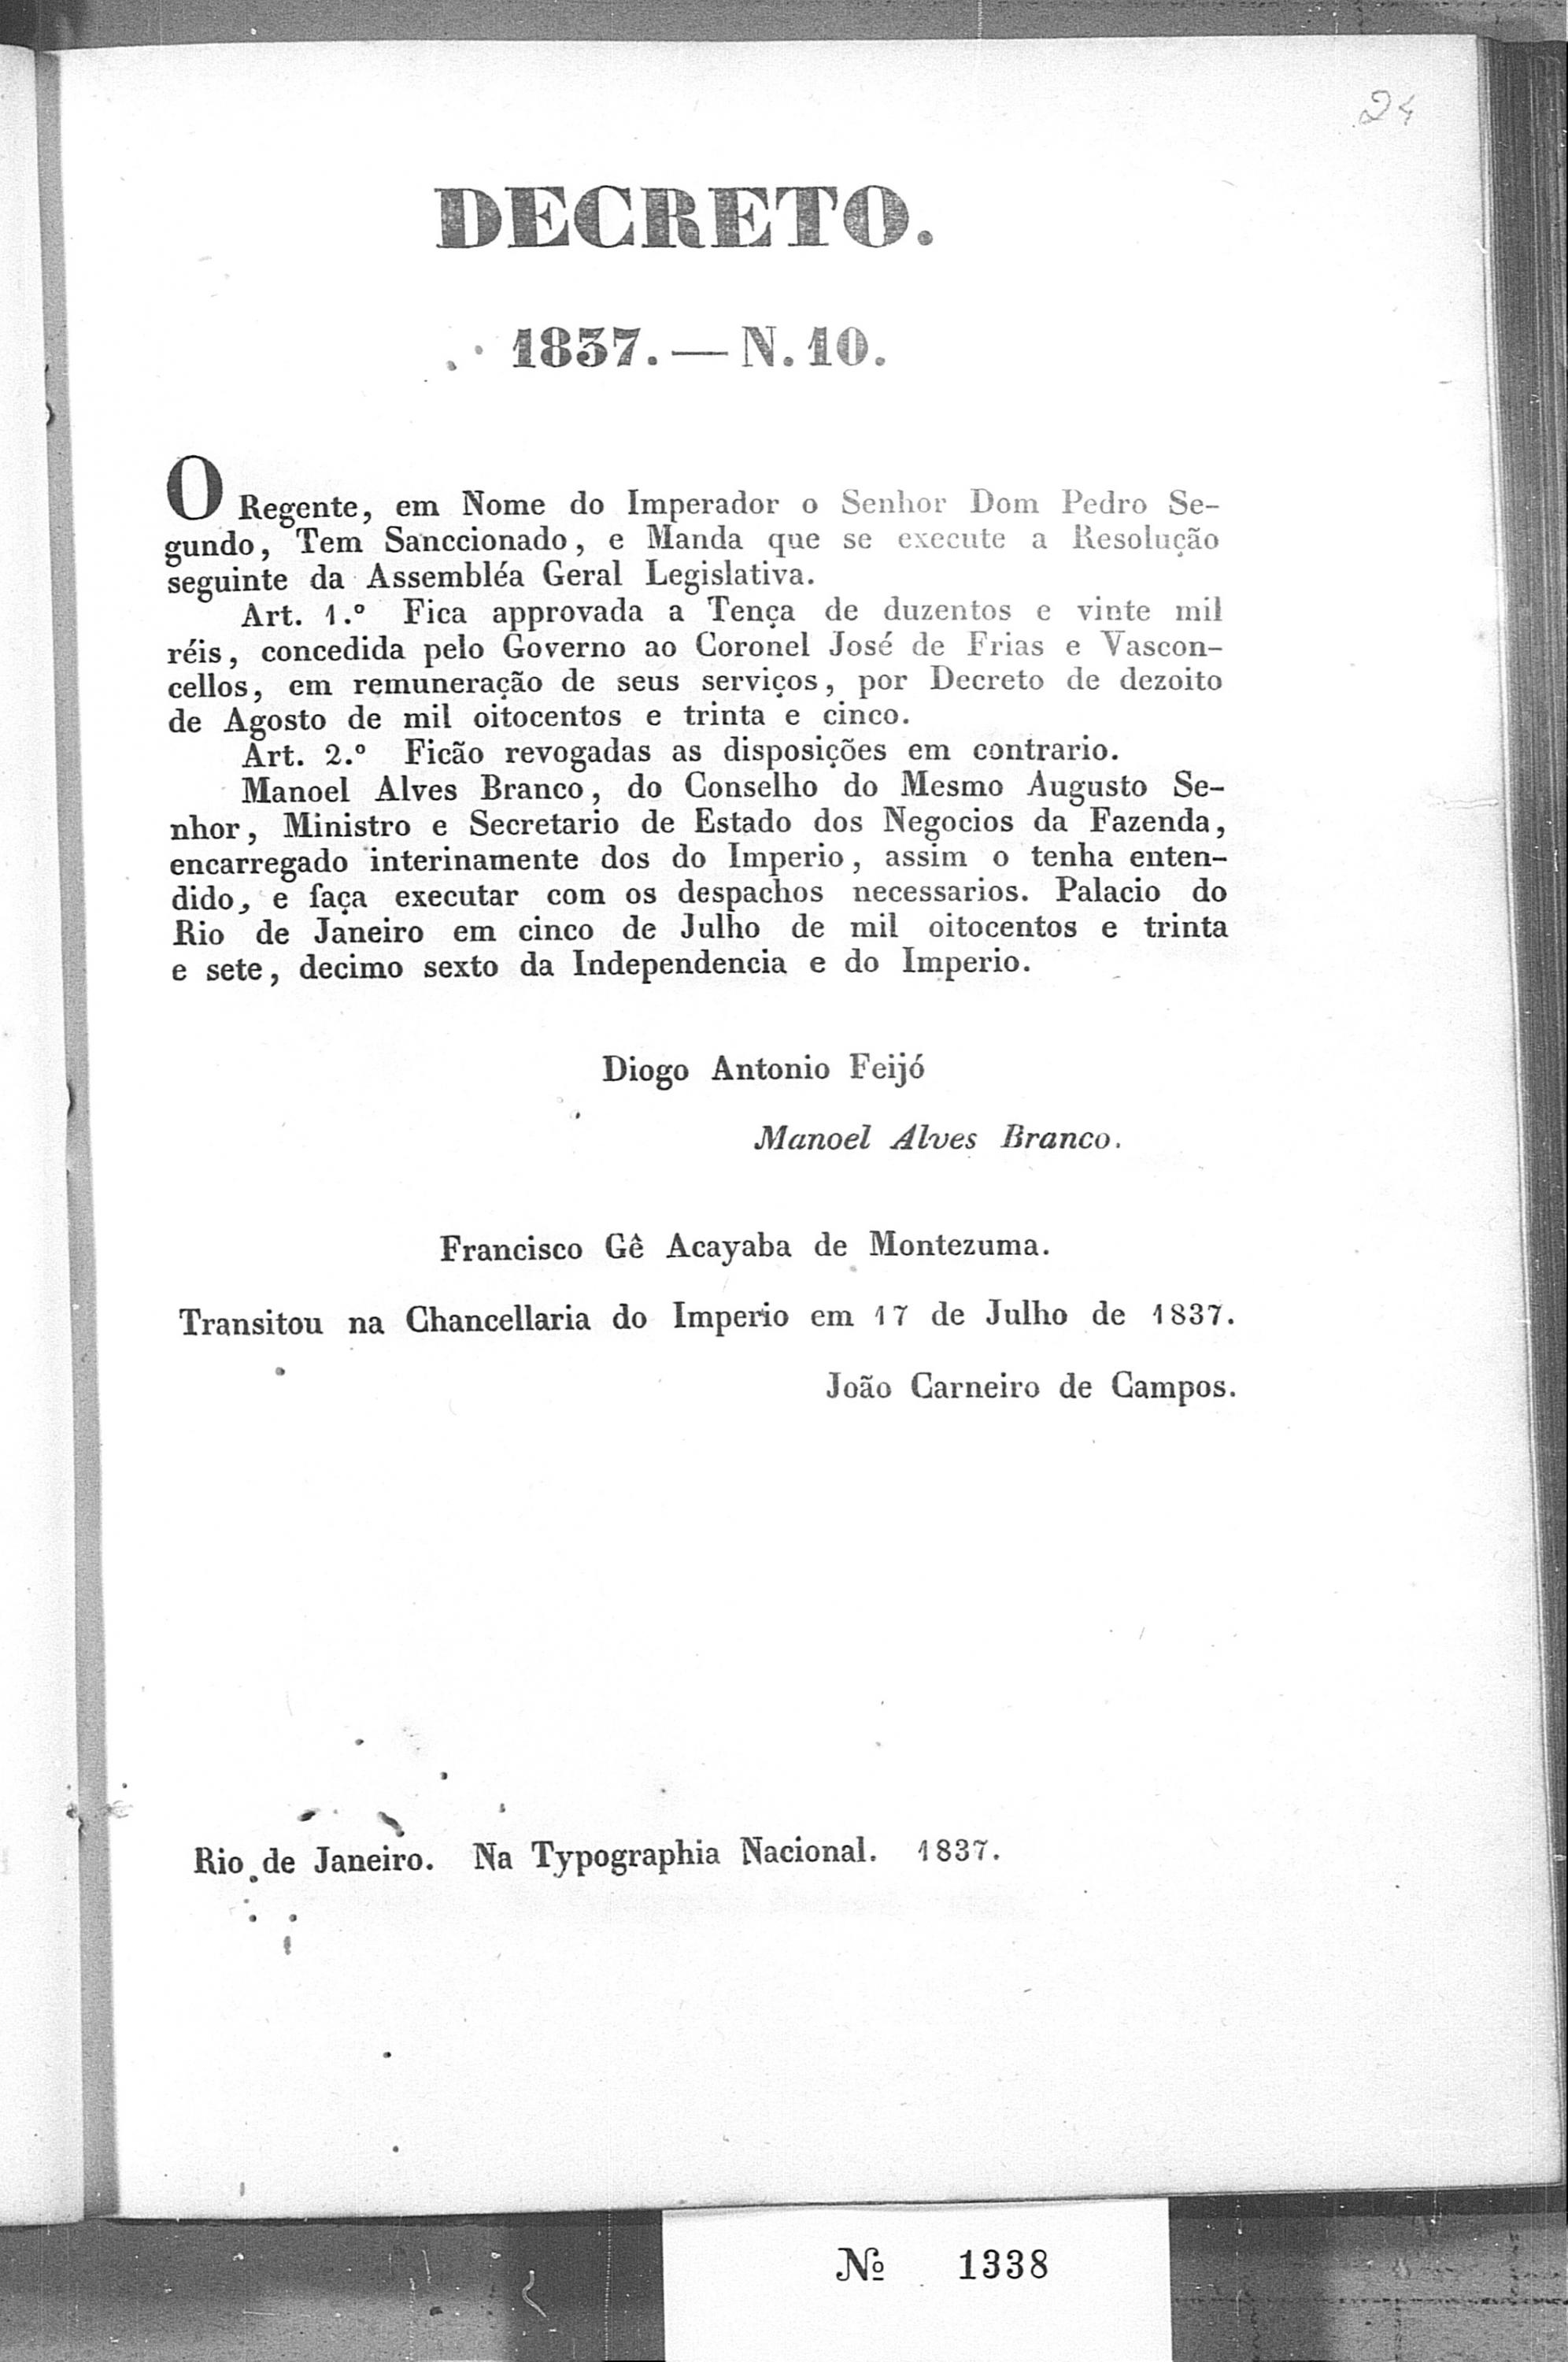 24
DECRETO.
1837. — N. 10.
O Regente, em Nome do Imperador o Senhor Dom Pedro Se-
gundo, Tem Sanccionado, e Manda que se execute a Resolução
seguinte da Assembléa Geral Legislativa.
Art. 1.º Fica approvada a Tença de duzentos e vinte mil
réis, concedida pelo Governo ao Coronel José de Frias e Vascon-
cellos, em remuneração de seus serviços, por Decreto de dezoito
de Agosto de mil oitocentos e trinta e cinco.
Art. 2.º Ficão revogadas as disposições em contrario.
Manoel Alves Branco, do Conselho do Mesmo Augusto Se-
nhor, Ministro e Secretario de Estado dos Negocios da Fazenda,
encarregado interinamente dos do Imperio, assim o tenha enten-
dido, e faça executar com os despachos necessarios. Palacio do
Rio de Janeiro em cinco de Julho de mil oitocentos e trinta
e sete, decimo sexto da Independencia e do Imperio.
Diogo Antonio Feijó
Manoel Alves Branco.
Francisco Gê Acayaba de Montezuma.
Transitou na Chancellaria do Imperio em 17 de Julho de 1837.
João Carneiro de Campos.
Rio de Janeiro. Na Typographia Nacional. 1837.
Nº 1338